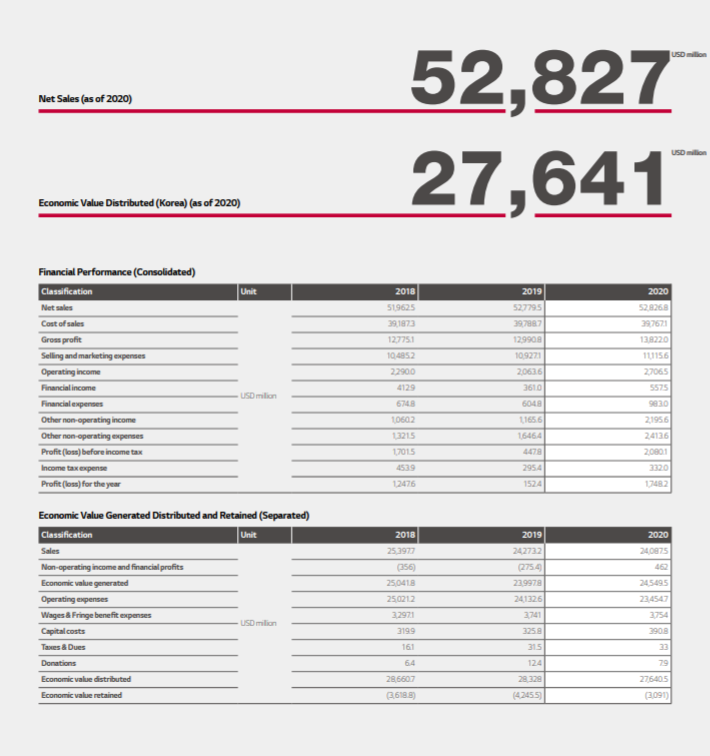 52,827 USD million
Net Sales (as of 2020)
27,641 USD million
Economic Value Distributed (Korea) (as of 2020)
Financial Performance (Consolidated)
Classification Unit 2018 2019 2020
Net sales 51,962.5 52,779.5 52,826.8
Cost of sales 39,187.3 39,788.7 39,767.1
Gross profit 12,775.1 12,990.8 13,822.0
Selling and marketing expenses 10,485.2 10,927.1 11,115.6
Operating income 2,290.0 2,063.6 2,706.5
Financial income 412.9 361.0 557.5
USD million
Financial expenses 674.8 604.8 983.0
Other non-operating income 1,060.2 1,165.6 2,195.6
Other non-operating expenses 1,321.5 1,646.4 2,413.6
Profit (loss) before income tax 1,701.5 447.8 2,080.1
Income tax expense 453.9 295.4 332.0
Profit (loss) for the year 1,247.6 152.4 1,748.2
Economic Value Generated Distributed and Retained (Separated)
Classification Unit 2018 2019 2020
Sales 25,397.7 24,273.2 24,087.5
Non-operating income and financial profits (356) (275.4) 462
Economic value generated 25,041.8 23,997.8 24,549.5
Operating expenses 25,021.2 24,132.6 23,454.7
Wages & Fringe benefit expenses 3,297.1 3,741 3,754
USD million
Capital costs 319.9 325.8 390.8
Taxes & Dues 16.1 31.5 33
Donations 6.4 12.4 7.9
Economic value distributed 28,660.7 28,328 27,640.5
Economic value retained (3,618.8) (4,245.5) (3,091)